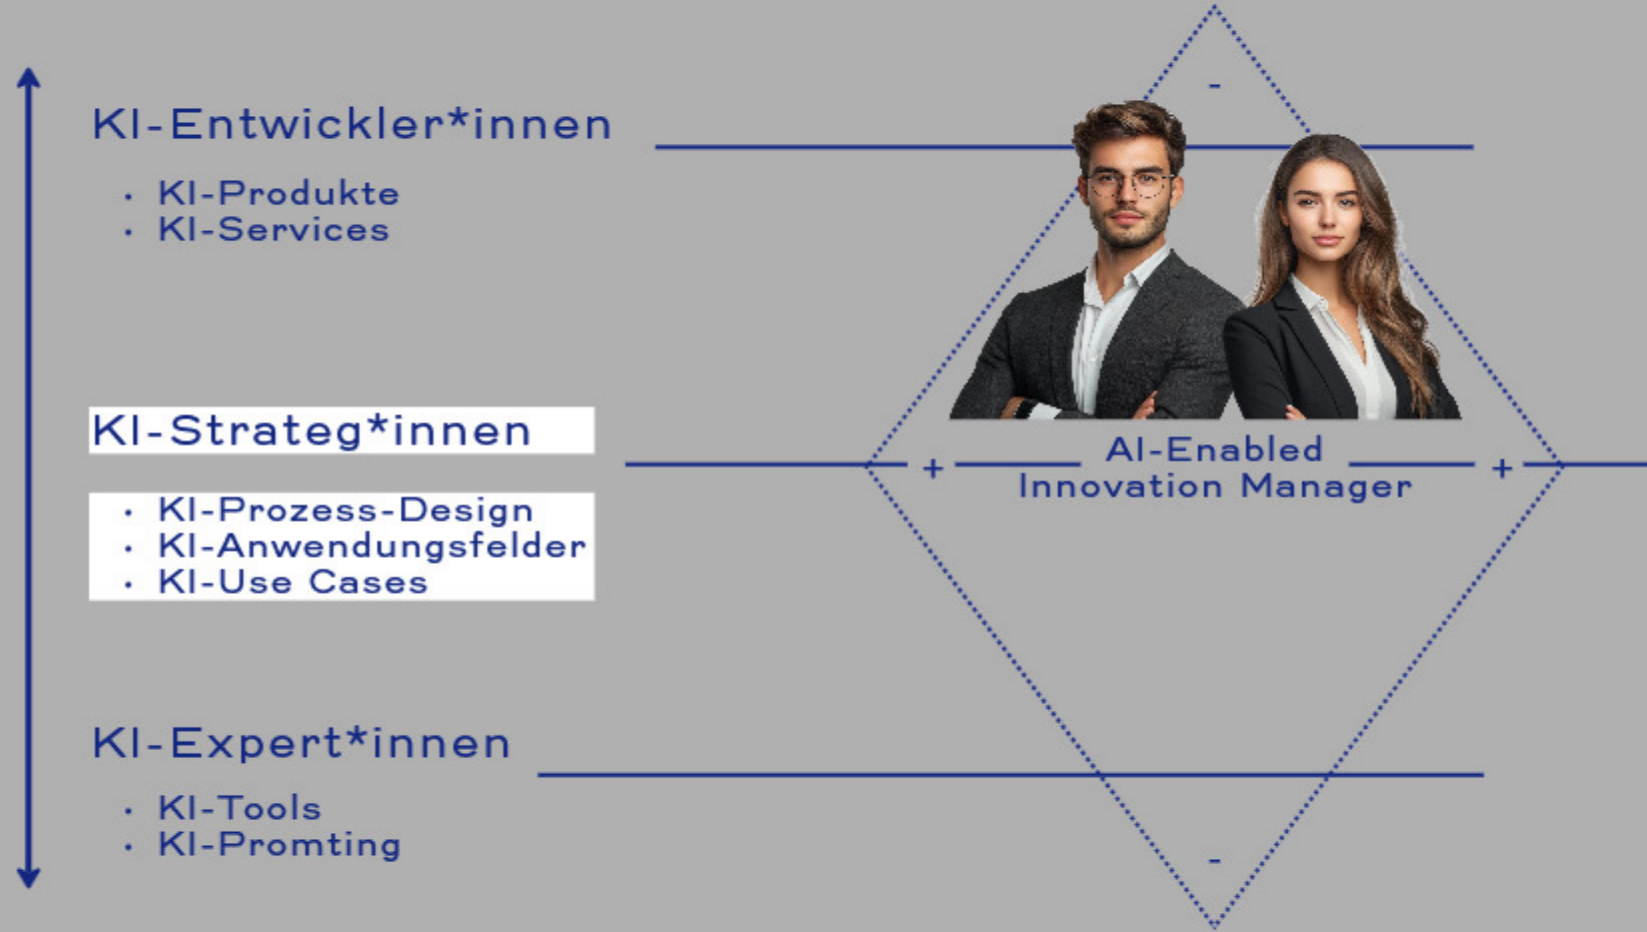 KI-Entwickler*innen
• KI-Produkte
• KI-Services
KI-Strateg*innen
• KI-Prozess-Design
• KI-Anwendungsfelder
• KI-Use Cases
KI-Expert*innen
• KI-Tools
• KI-Promting
-
+
AI-Enabled
Innovation Manager
+
-